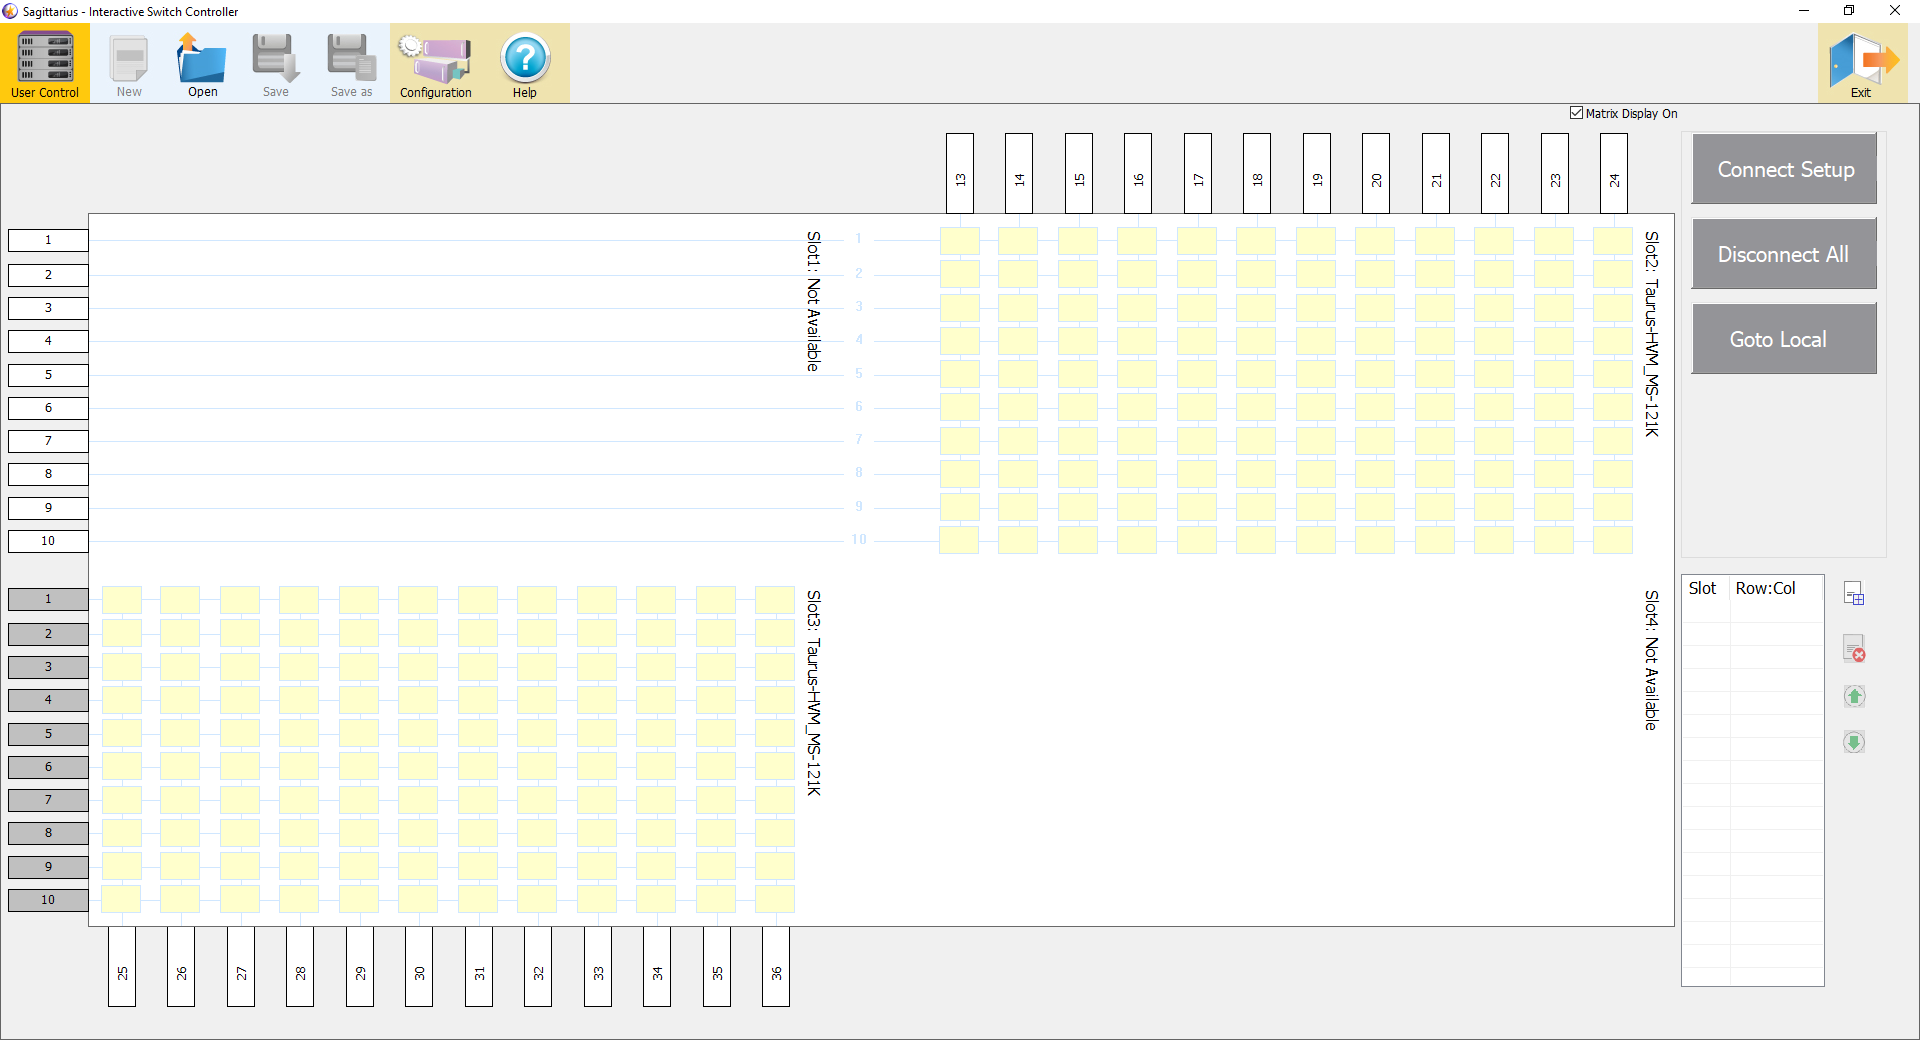 Sagittarius - Interactive Switch Controller
User Control
New
Open
Save
Save as
Configuration
Help
Exit
Matrix Display On
13 14 15 16 17 18 19 20 21 22 23 24
Connect Setup
Disconnect All
Goto Local
1
2
3
4
5
6
7
8
9
10
Slot1: Not Available
1
2
3
4
5
6
7
8
9
10
Slot2: Taurus-HVM_MS-121K
1
2
3
4
5
6
7
8
9
10
Slot3: Taurus-HVM_MS-121K
Slot4: Not Available
Slot Row:Col
25 26 27 28 29 30 31 32 33 34 35 36